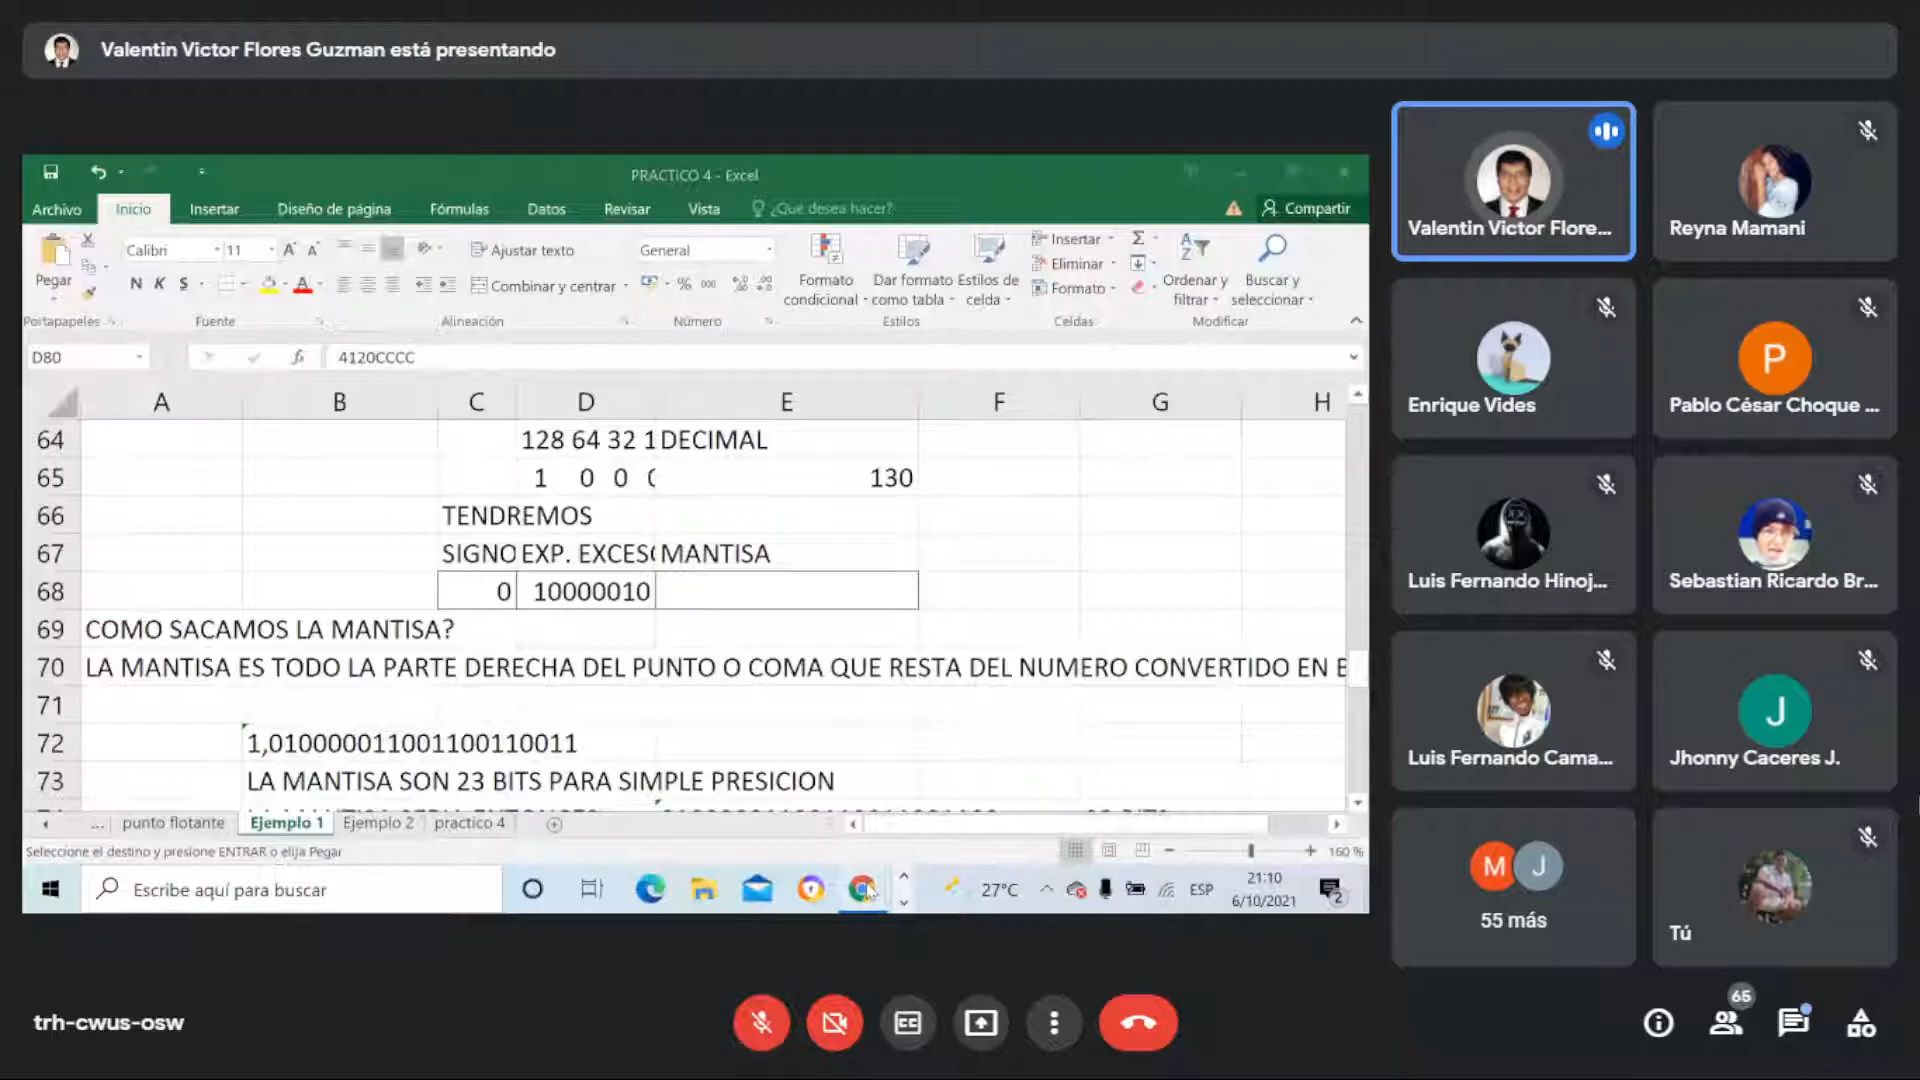 Valentin Victor Flores Guzman está presentando
PRACTICO 4 - Excel
Archivo Inicio Insertar Diseño de página Fórmulas Datos Revisar Vista ¿Qué desea hacer? Compartir
Pegar
Calibri 11
N K S
Ajustar texto
Combinar y centrar
General
% 000
Formato condicional
Dar formato como tabla
Estilos de celda
Insertar
Eliminar
Formato
Ordenar y filtrar
Buscar y seleccionar
Portapapeles Fuente Alineación Número Estilos Celdas Modificar
D80 fx 4120CCCC
A B C D E F G H
64 128 64 32 1 DECIMAL
65 1 0 0 130
66 TENDREMOS
67 SIGNO EXP. EXCES MANTISA
68 0 10000010
69 COMO SACAMOS LA MANTISA?
70 LA MANTISA ES TODO LA PARTE DERECHA DEL PUNTO O COMA QUE RESTA DEL NUMERO CONVERTIDO EN B
71
72 1,010000011001100110011
73 LA MANTISA SON 23 BITS PARA SIMPLE PRESICION
... punto flotante Ejemplo 1 Ejemplo 2 practico 4
Seleccione el destino y presione ENTRAR o elija Pegar
160 %
Escribe aquí para buscar
27°C
ESP
21:10
6/10/2021
2
Valentin Victor Flore...
Reyna Mamani
Enrique Vides
P
Pablo César Choque ...
Luis Fernando Hinoj...
Sebastian Ricardo Br...
Luis Fernando Cama...
J
Jhonny Caceres J.
M J
55 más
Tú
trh-cwus-osw
65